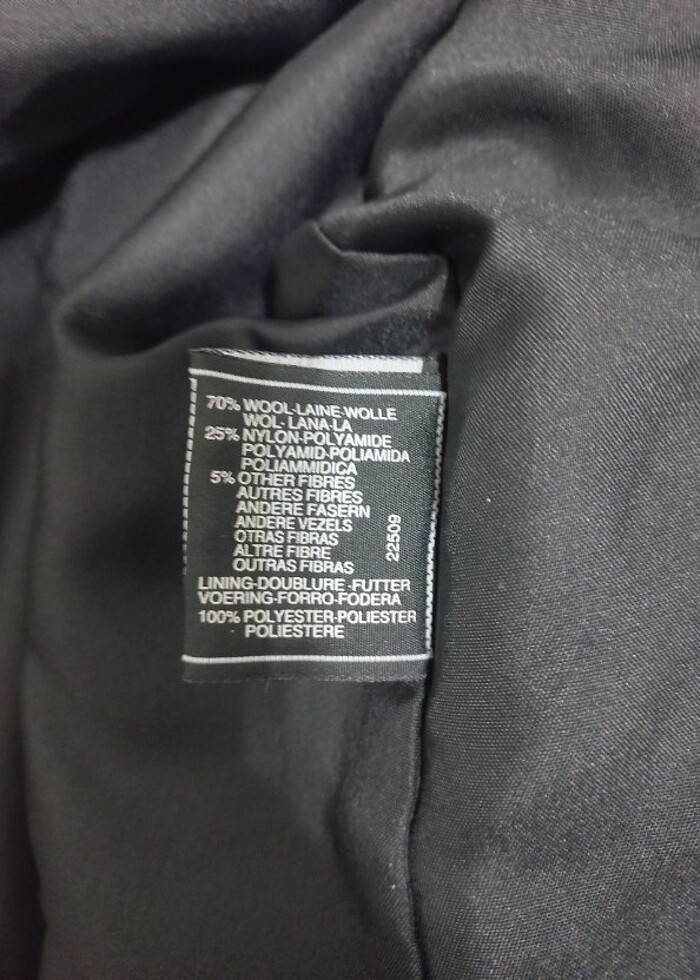 70% WOOL-LAINE-WOLLE
WOL-LANA-LA
25% NYLON-POLYAMIDE
POLYAMID-POLIAMIDA
POLIAMMIDICA
5% OTHER FIBRES
AUTRES FIBRES
ANDERE FASERN
ANDERE VEZELS
OTRAS FIBRAS
ALTRE FIBRE
OUTRAS FIBRAS
22509
LINING-DOUBLURE-FUTTER
VOERING-FORRO-FODERA
100% POLYESTER-POLIESTER
POLIESTERE